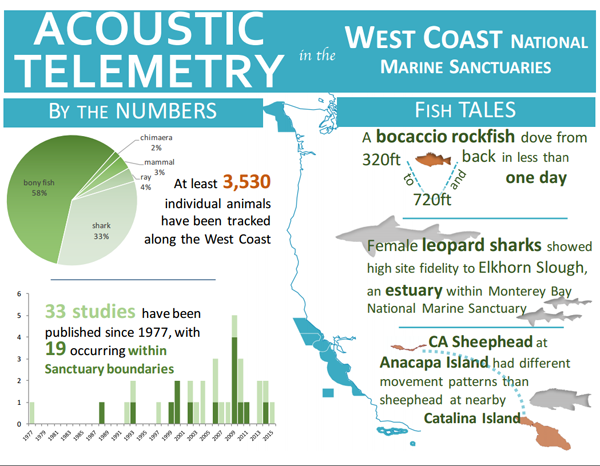 ACOUSTIC
TELEMETRY
in the
WEST COAST NATIONAL
MARINE SANCTUARIES
BY THE NUMBERS
chimaera
2%
mammal
3%
ray
4%
bony fish
58%
shark
33%
At least 3,530
individual animals
have been tracked
along the West Coast
33 studies have been
published since 1977, with
19 occurring within
Sanctuary boundaries
6
5
4
3
2
1
0
1977
1979
1981
1983
1985
1987
1989
1991
1993
1995
1997
1999
2001
2003
2005
2007
2009
2011
2013
2015
FISH TALES
A bocaccio rockfish dove from
320ft
back in less than
one day
to
and
720ft
Female leopard sharks showed
high site fidelity to Elkhorn Slough,
an estuary within Monterey Bay
National Marine Sanctuary
CA Sheephead at
Anacapa Island had different
movement patterns than
sheephead at nearby
Catalina Island